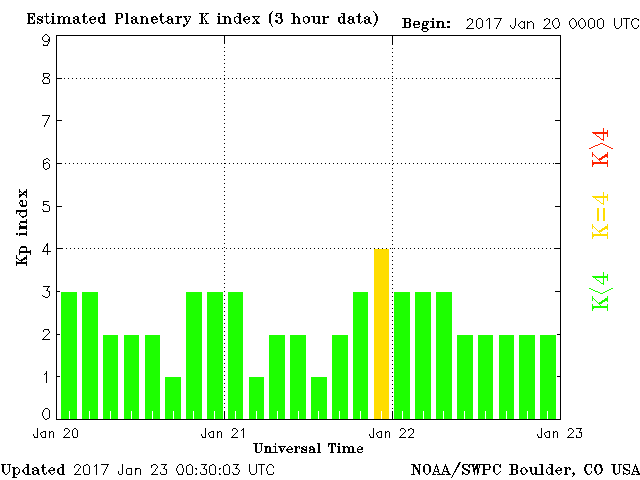 Estimated Planetary K index (3 hour data) Begin: 2017 Jan 20 0000 UTC
9
8
7
6
5
4
3
2
1
0
Kp index
K>4
K=4
K<4
Jan 20 Jan 21 Jan 22 Jan 23
Universal Time
Updated 2017 Jan 23 00:30:03 UTC NOAA/SWPC Boulder, CO USA